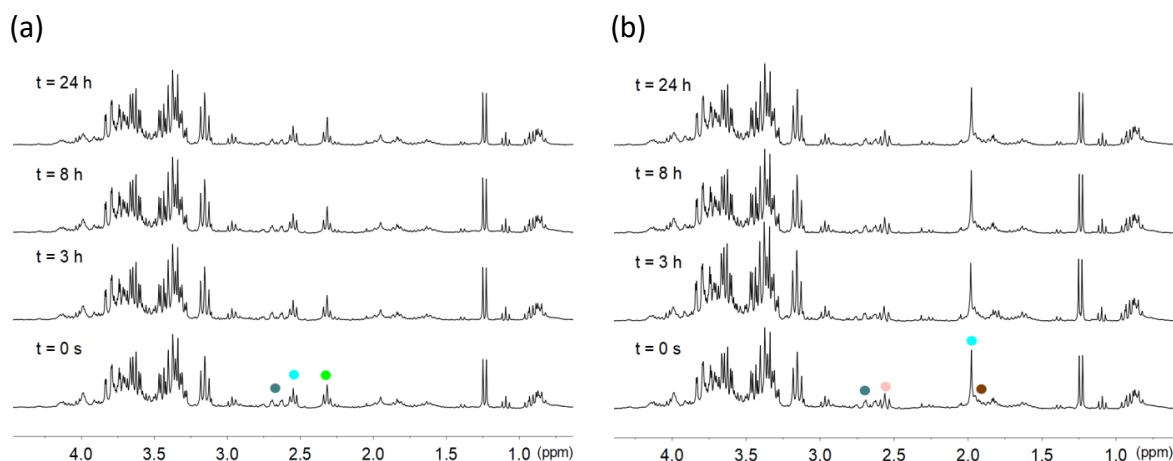 (a)
t = 24 h
t = 8 h
t = 3 h
t = 0 s
4.0 3.5 3.0 2.5 2.0 1.5 1.0 (ppm)
(b)
t = 24 h
t = 8 h
t = 3 h
t = 0 s
4.0 3.5 3.0 2.5 2.0 1.5 1.0 (ppm)